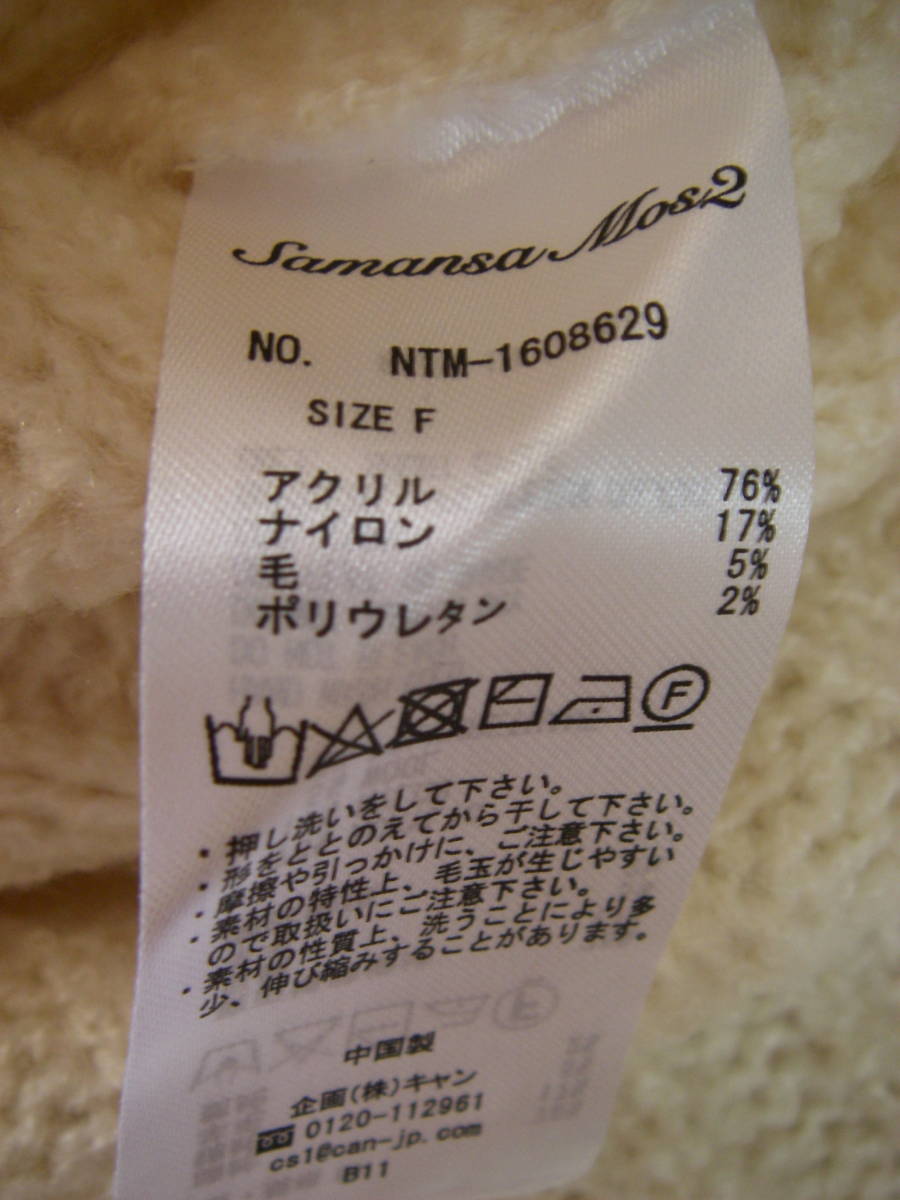 Samansa Mos2
NO. NTM-1608629
SIZE F
アクリル 76%
ナイロン 17%
毛 5%
ポリウレタン 2%
F
・押し洗いをして下さい。
・形をととのえてから干して下さい。
・摩擦や引っかけに、ご注意下さい。
・素材の特性上、毛玉が生じやすい
ので取扱いにご注意下さい。
・素材の性質上、洗うことにより多
少、伸び縮みすることがあります。
中国製
企画(株)キャン
0120-112961
cs1@can-jp.com
B11